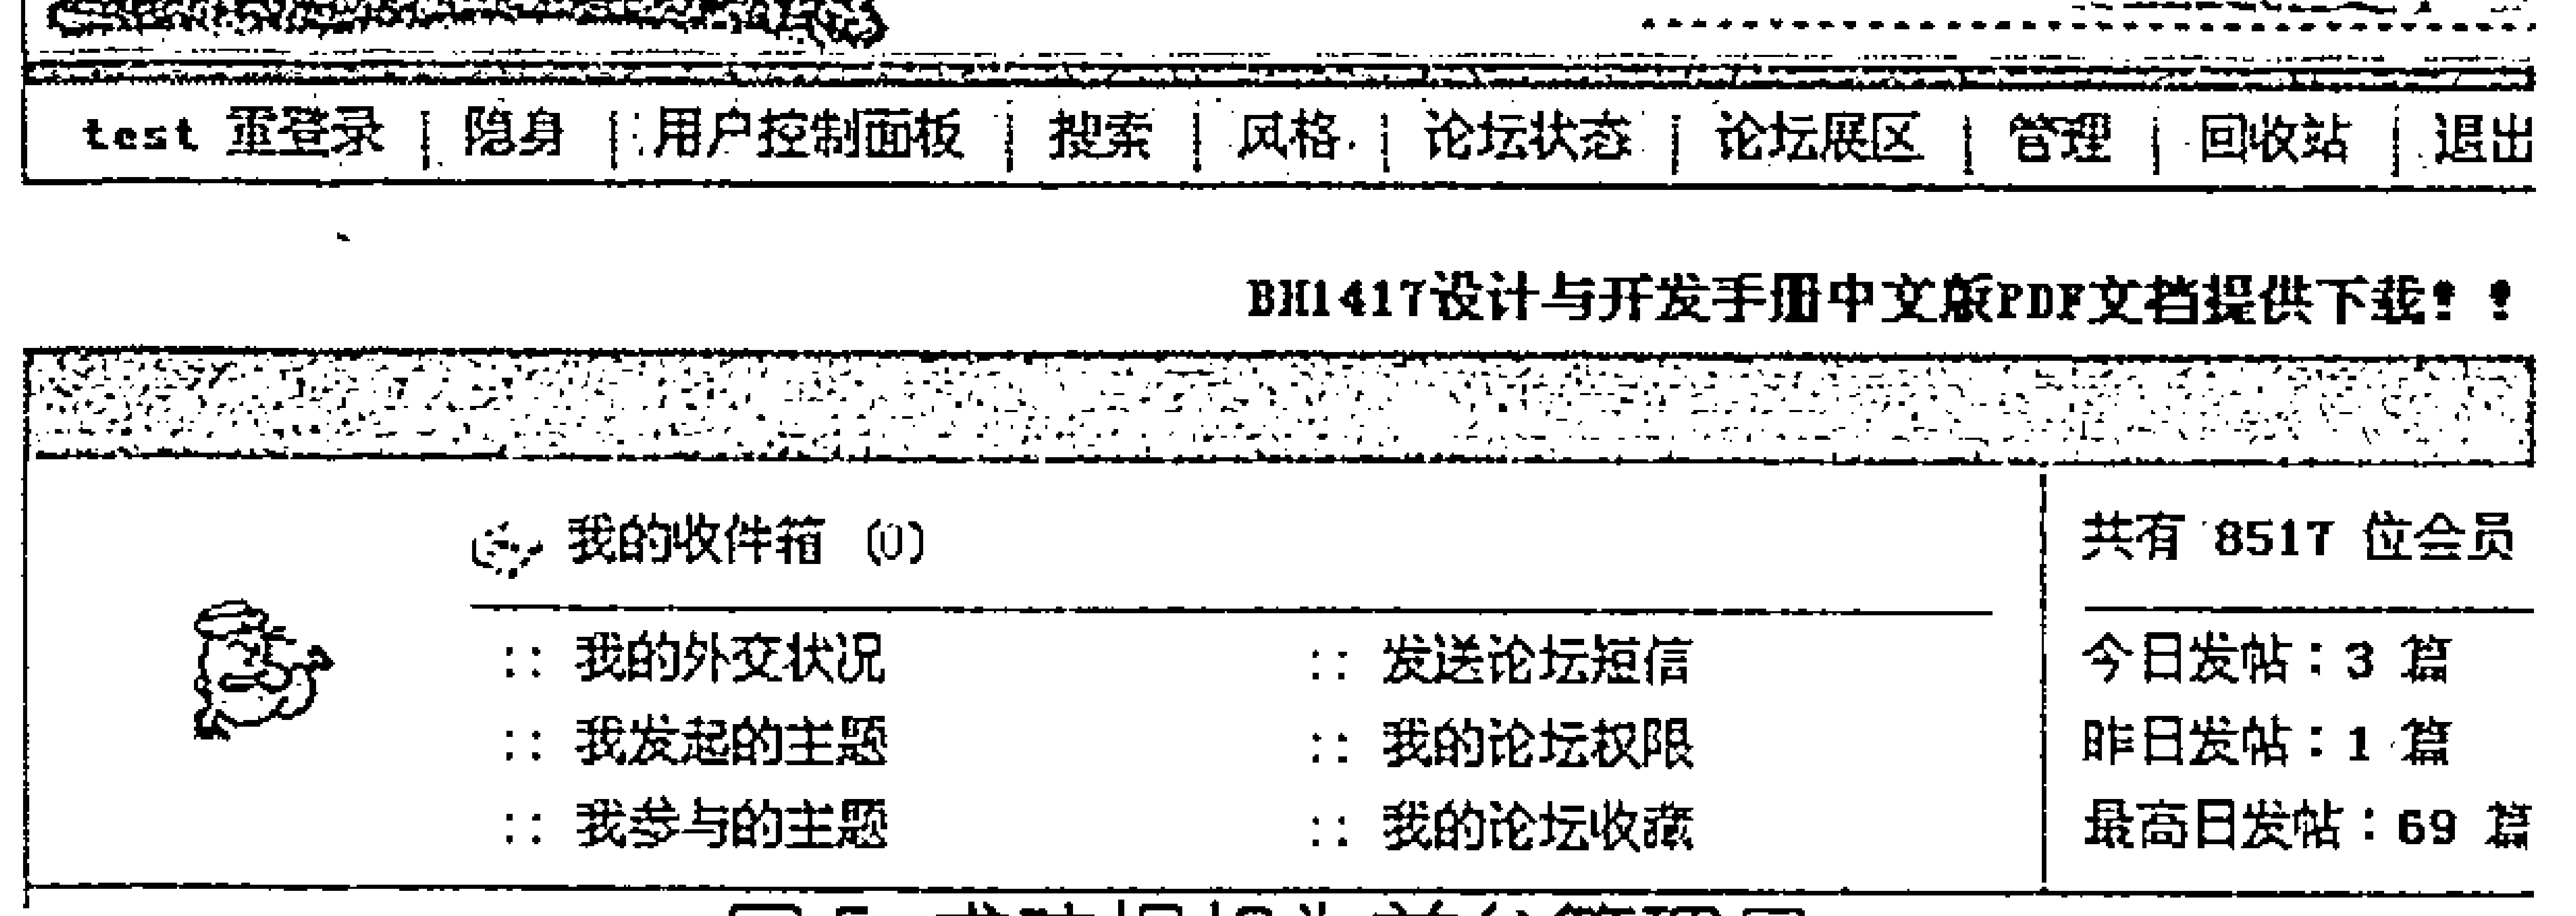 test 重登录 | 隐身 | 用户控制面板 | 搜索 | 风格 | 论坛状态 | 论坛展区 | 管理 | 回收站 | 退出
BH1417设计与开发手册中文版PDF文档提供下载！！
我的收件箱 (0)
共有 8517 位会员
:: 我的外交状况 :: 发送论坛短信
今日发帖：3 篇
:: 我发起的主题 :: 我的论坛权限
昨日发帖：1 篇
:: 我参与的主题 :: 我的论坛收藏
最高日发帖：69 篇